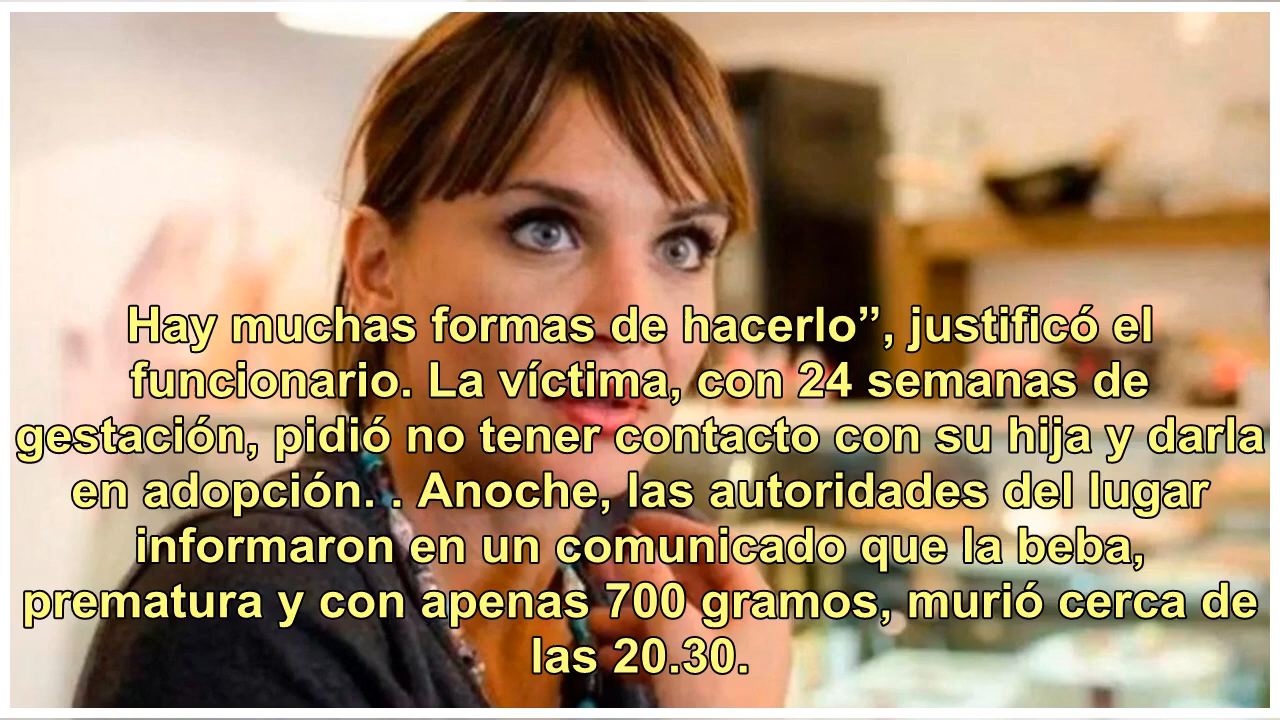 Hay muchas formas de hacerlo”, justificó el
funcionario. La víctima, con 24 semanas de
gestación, pidió no tener contacto con su hija y darla
en adopción. . Anoche, las autoridades del lugar
informaron en un comunicado que la beba,
prematura y con apenas 700 gramos, murió cerca de
las 20.30.